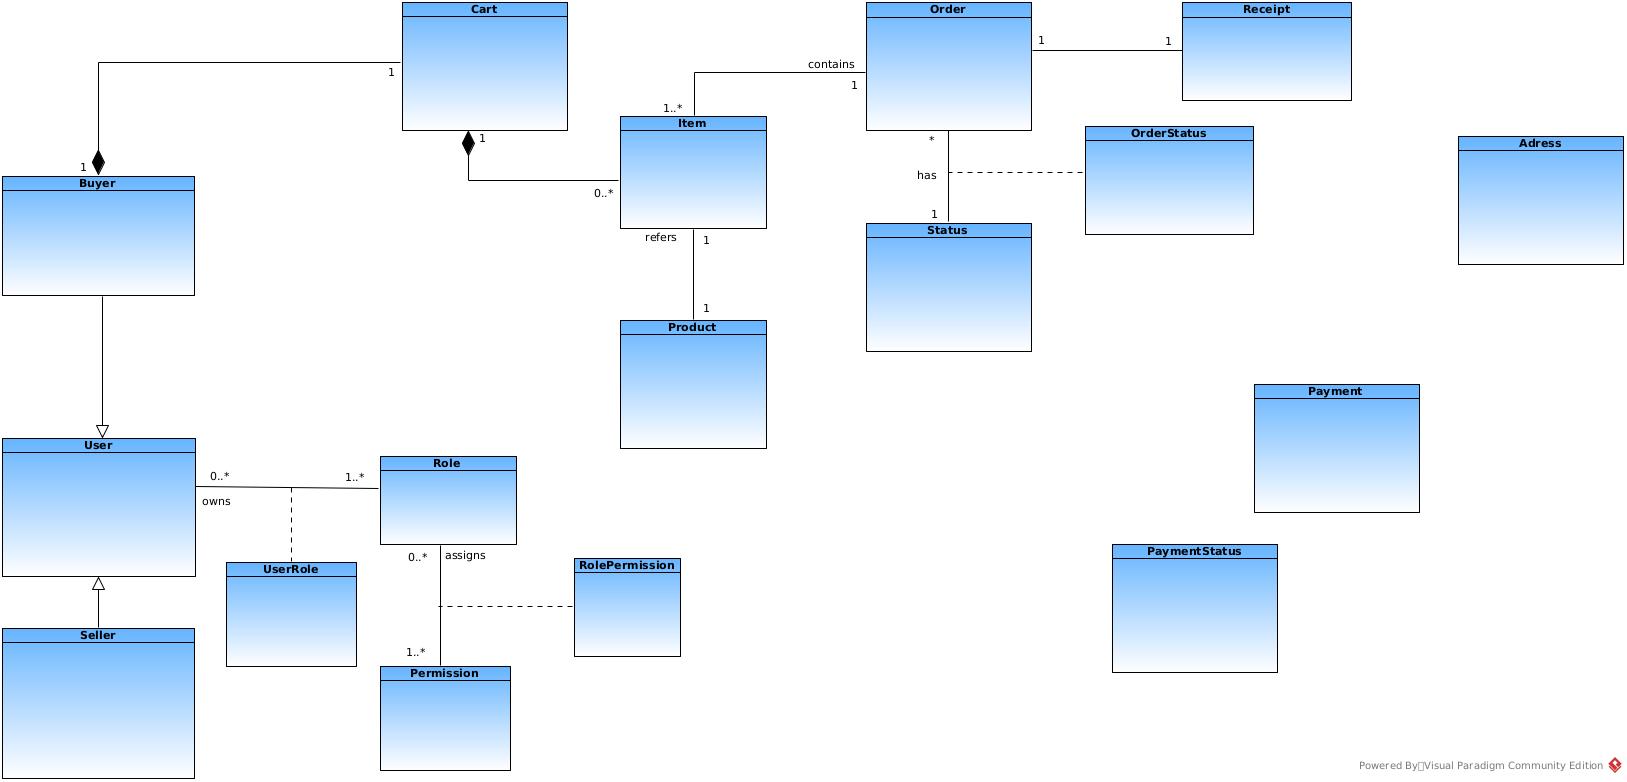 Cart
Order
Receipt
1
1
1
contains
1
1
1..*
Item
OrderStatus
Adress
*
1
1
has
Buyer
0..*
1
Status
refers
1
1
Product
Payment
User
0..*
1..*
Role
owns
0..*
assigns
PaymentStatus
UserRole
RolePermission
Seller
1..*
Permission
Powered By Visual Paradigm Community Edition